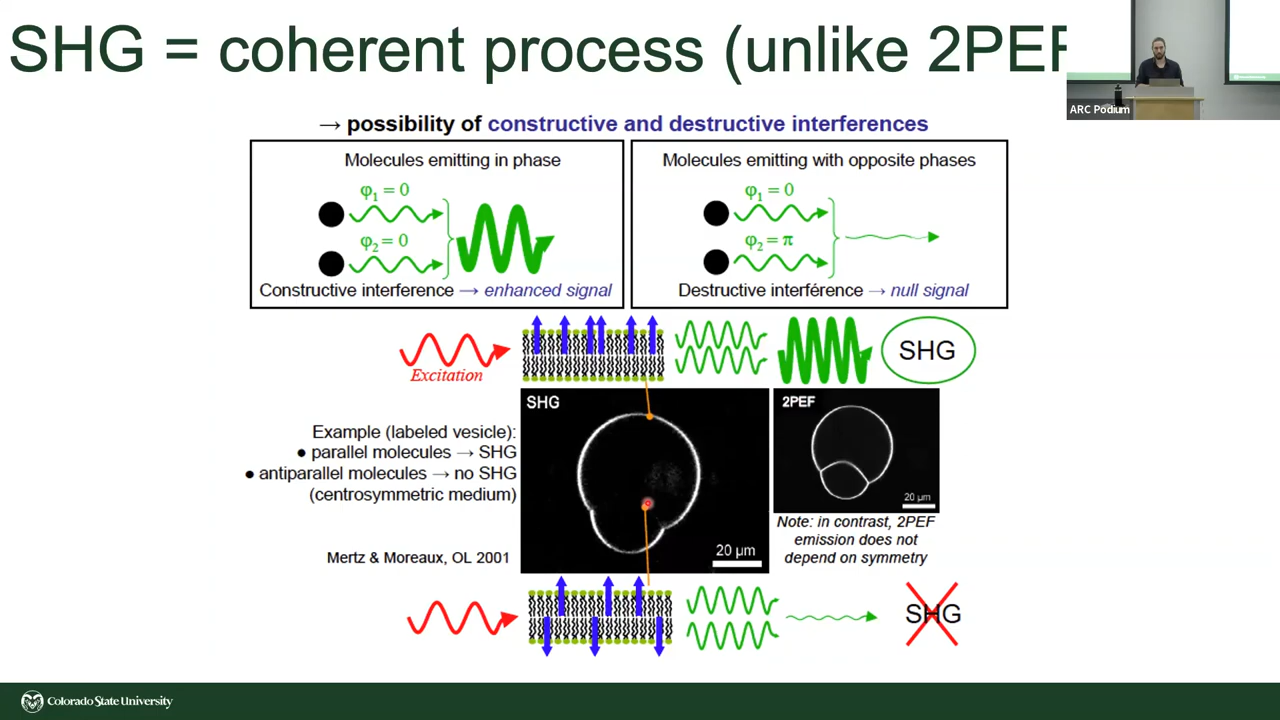 SHG = coherent process (unlike 2PEF
ARC Podium
→ possibility of constructive and destructive interferences
Molecules emitting in phase
φ1 = 0
φ2 = 0
Constructive interference → enhanced signal
Molecules emitting with opposite phases
φ1 = 0
φ2 = π
Destructive interférence → null signal
Excitation
SHG
Example (labeled vesicle):
● parallel molecules → SHG
● antiparallel molecules → no SHG
(centrosymmetric medium)
Mertz & Moreaux, OL 2001
SHG
20 µm
2PEF
20 µm
Note: in contrast, 2PEF
emission does not
depend on symmetry
SHG
Colorado State University